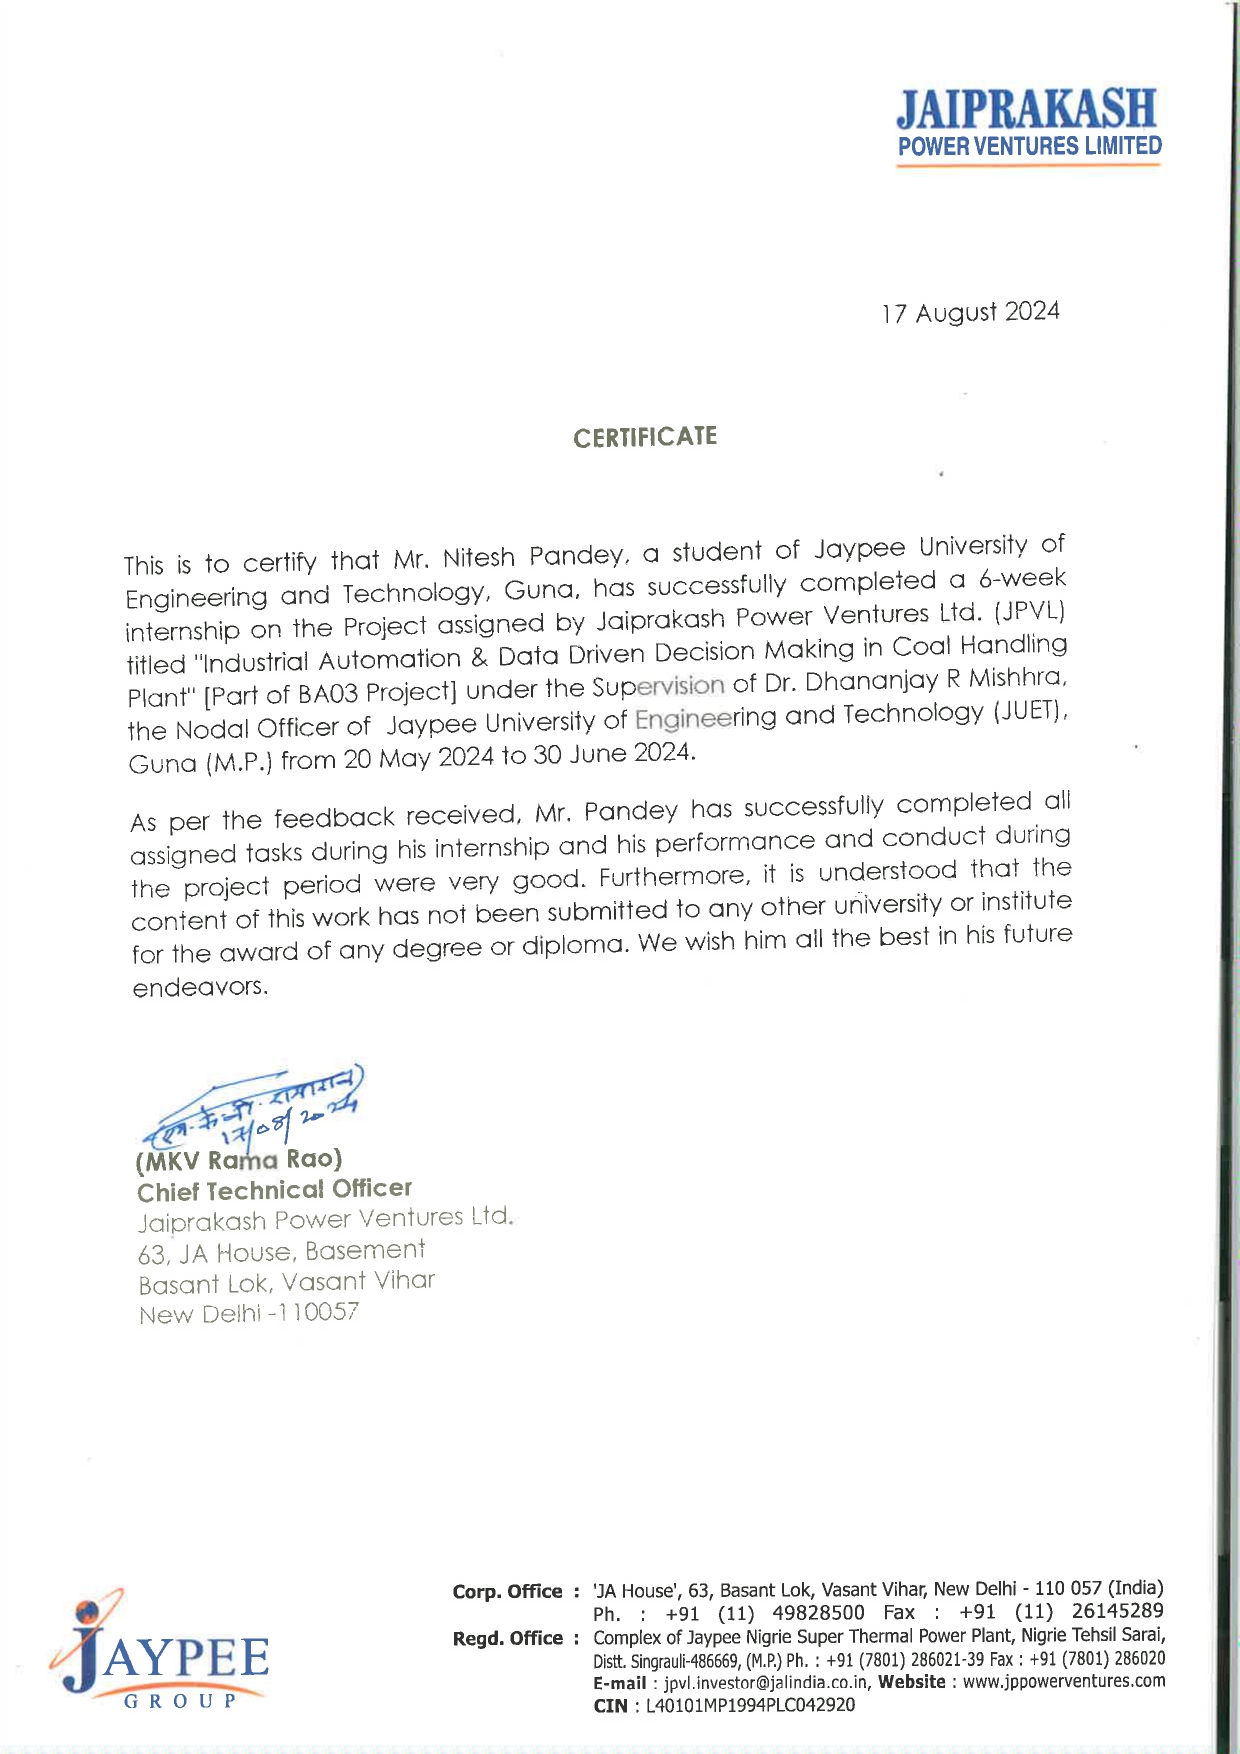 JAIPRAKASH
POWER VENTURES LIMITED
17 August 2024
CERTIFICATE
This is to certify that Mr. Nitesh Pandey, a student of Jaypee University of
Engineering and Technology, Guna, has successfully completed a 6-week
internship on the Project assigned by Jaiprakash Power Ventures Ltd. (JPVL)
titled "Industrial Automation & Data Driven Decision Making in Coal Handling
Plant" [Part of BA03 Project] under the Supervision of Dr. Dhananjay R Mishhra,
the Nodal Officer of Jaypee University of Engineering and Technology (JUET),
Guna (M.P.) from 20 May 2024 to 30 June 2024.
As per the feedback received, Mr. Pandey has successfully completed all
assigned tasks during his internship and his performance and conduct during
the project period were very good. Furthermore, it is understood that the
content of this work has not been submitted to any other university or institute
for the award of any degree or diploma. We wish him all the best in his future
endeavors.
(एम. के. वी. रामाराव)
17/08/2024
(MKV Rama Rao)
Chief Technical Officer
Jaiprakash Power Ventures Ltd.
63, JA House, Basement
Basant Lok, Vasant Vihar
New Delhi -110057
JAYPEE
GROUP
Corp. Office : 'JA House', 63, Basant Lok, Vasant Vihar, New Delhi - 110 057 (India)
Ph. : +91 (11) 49828500 Fax : +91 (11) 26145289
Regd. Office : Complex of Jaypee Nigrie Super Thermal Power Plant, Nigrie Tehsil Sarai,
Distt. Singrauli-486669, (M.P.) Ph. : +91 (7801) 286021-39 Fax : +91 (7801) 286020
E-mail : jpvl.investor@jalindia.co.in, Website : www.jppowerventures.com
CIN : L40101MP1994PLC042920